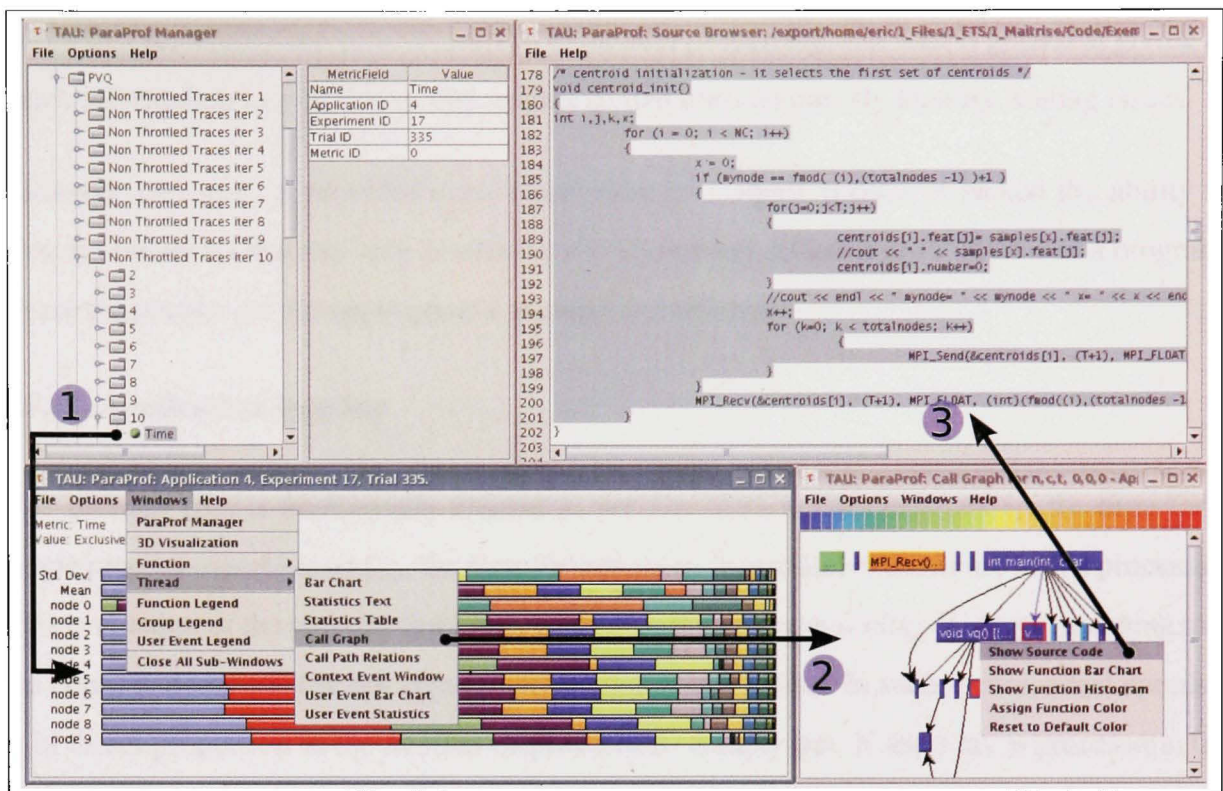 TAU: ParaProf Manager
File Options Help
PVQ
Non Throttled Traces iter 1
Non Throttled Traces iter 2
Non Throttled Traces iter 3
Non Throttled Traces iter 4
Non Throttled Traces iter 5
Non Throttled Traces iter 6
Non Throttled Traces iter 7
Non Throttled Traces iter 8
Non Throttled Traces iter 9
Non Throttled Traces iter 10
2
3
4
5
6
7
8
9
10
Time
MetricField Value
Name Time
Application ID 4
Experiment ID 17
Trial ID 335
Metric ID 0
1
TAU: ParaProf: Source Browser: /export/home/eric/1_Files/1_ETS/1_Maitrise/Code/Exem
File Help
178 /* centroid initialization - it selects the first set of centroids */
179 void centroid_init()
180 {
181 int i,j,k,x;
182 for (i = 0; i < NC; i++)
183 {
184 x = 0;
185 if (mynode == fmod( (i),(totalnodes -1) )+1 )
186 {
187 for(j=0;j<T;j++)
188 {
189 centroids[i].feat[j]= samples[x].feat[j];
190 //cout << " " << samples[x].feat[j];
191 centroids[i].number=0;
192 }
193 //cout << endl << " mynode= " << mynode << " x= " << x << end
194 x++;
195 for (k=0; k < totalnodes; k++)
196 {
197 MPI_Send(&centroids[i], (T+1), MPI_FLOAT
198 }
199 }
200 MPI_Recv(&centroids[i], (T+1), MPI_FLOAT, (int)(fmod((i),(totalnodes -1
201 }
202 }
203
3
TAU: ParaProf: Application 4, Experiment 17, Trial 335.
File Options Windows Help
Metric: Time
Value: Exclusive
Std. Dev.
Mean
node 0
node 1
node 2
node 3
node 4
node 5
node 6
node 7
node 8
node 9
ParaProf Manager
3D Visualization
Function
Thread
Function Legend
Group Legend
User Event Legend
Close All Sub-Windows
Bar Chart
Statistics Text
Statistics Table
Call Graph
Call Path Relations
Context Event Window
User Event Bar Chart
User Event Statistics
TAU: ParaProf: Call Graph for n,c,t, 0,0,0 - Ap
File Options Windows Help
MPI_Recv()...
int main(int, char ...
void vq() [{...
v...
Show Source Code
Show Function Bar Chart
Show Function Histogram
Assign Function Color
Reset to Default Color
2